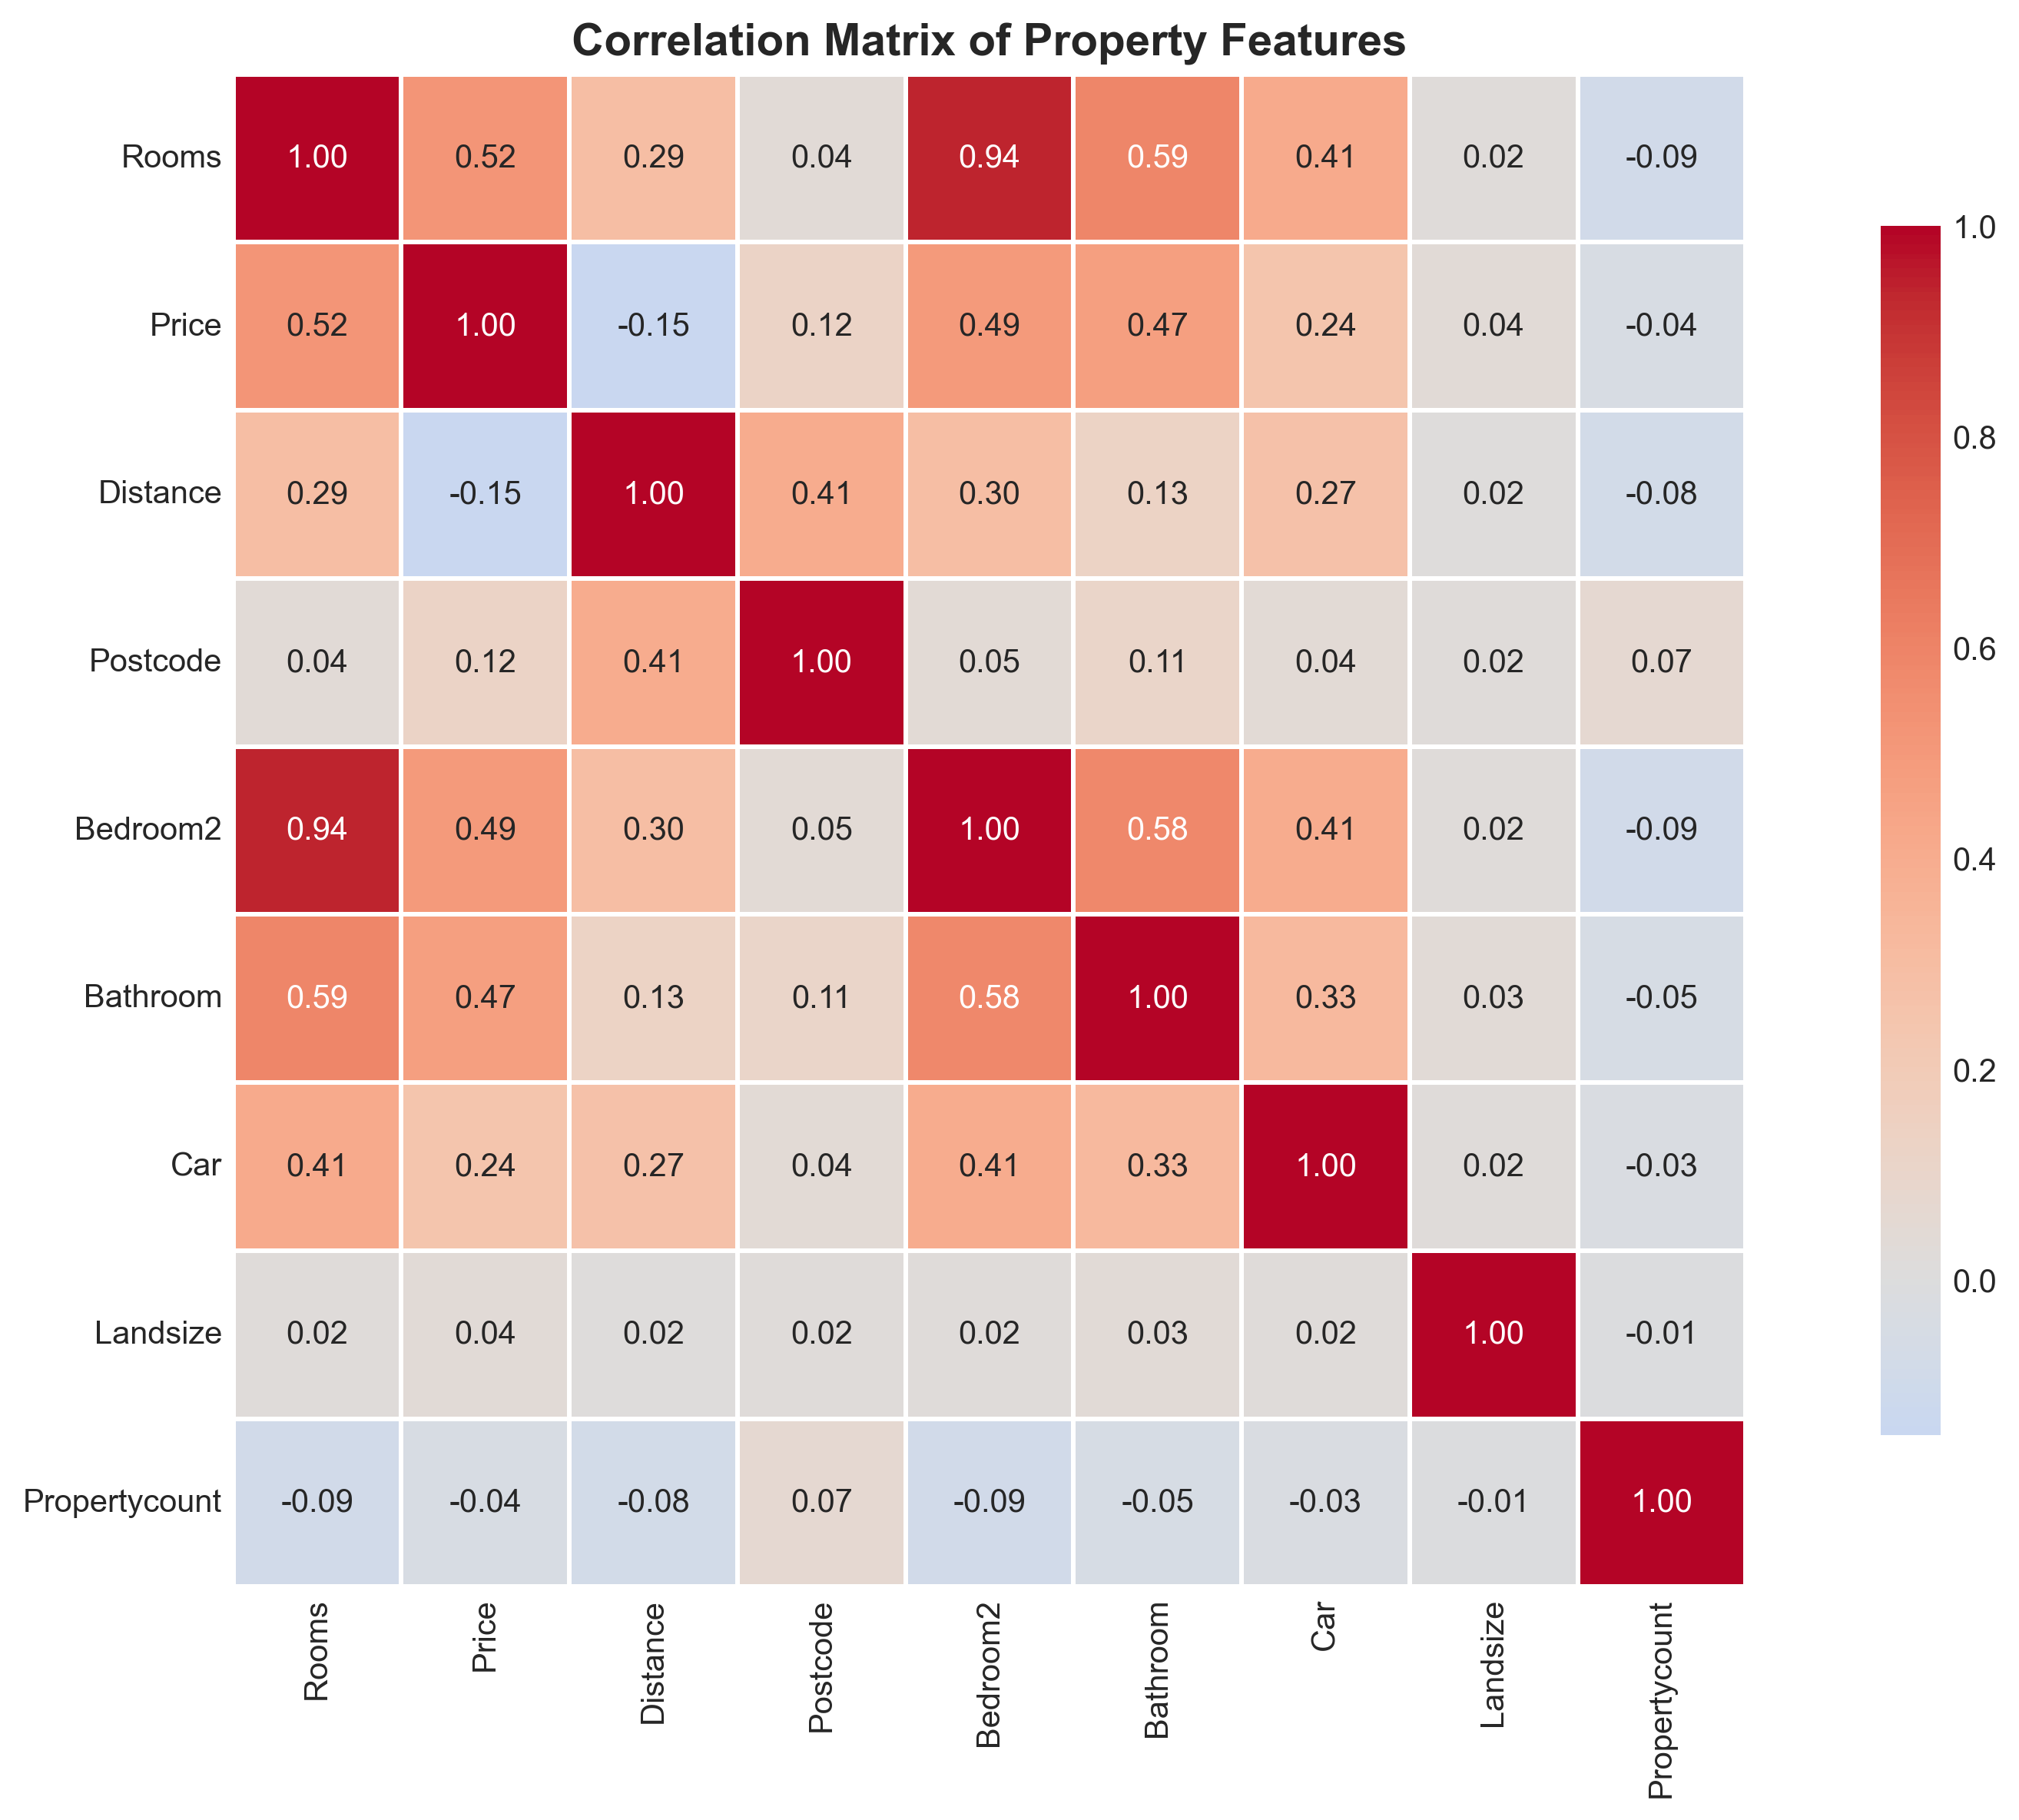 Correlation Matrix of Property Features
Rooms 1.00 0.52 0.29 0.04 0.94 0.59 0.41 0.02 -0.09
Price 0.52 1.00 -0.15 0.12 0.49 0.47 0.24 0.04 -0.04
Distance 0.29 -0.15 1.00 0.41 0.30 0.13 0.27 0.02 -0.08
Postcode 0.04 0.12 0.41 1.00 0.05 0.11 0.04 0.02 0.07
Bedroom2 0.94 0.49 0.30 0.05 1.00 0.58 0.41 0.02 -0.09
Bathroom 0.59 0.47 0.13 0.11 0.58 1.00 0.33 0.03 -0.05
Car 0.41 0.24 0.27 0.04 0.41 0.33 1.00 0.02 -0.03
Landsize 0.02 0.04 0.02 0.02 0.02 0.03 0.02 1.00 -0.01
Propertycount -0.09 -0.04 -0.08 0.07 -0.09 -0.05 -0.03 -0.01 1.00
Rooms Price Distance Postcode Bedroom2 Bathroom Car Landsize Propertycount
1.0
0.8
0.6
0.4
0.2
0.0